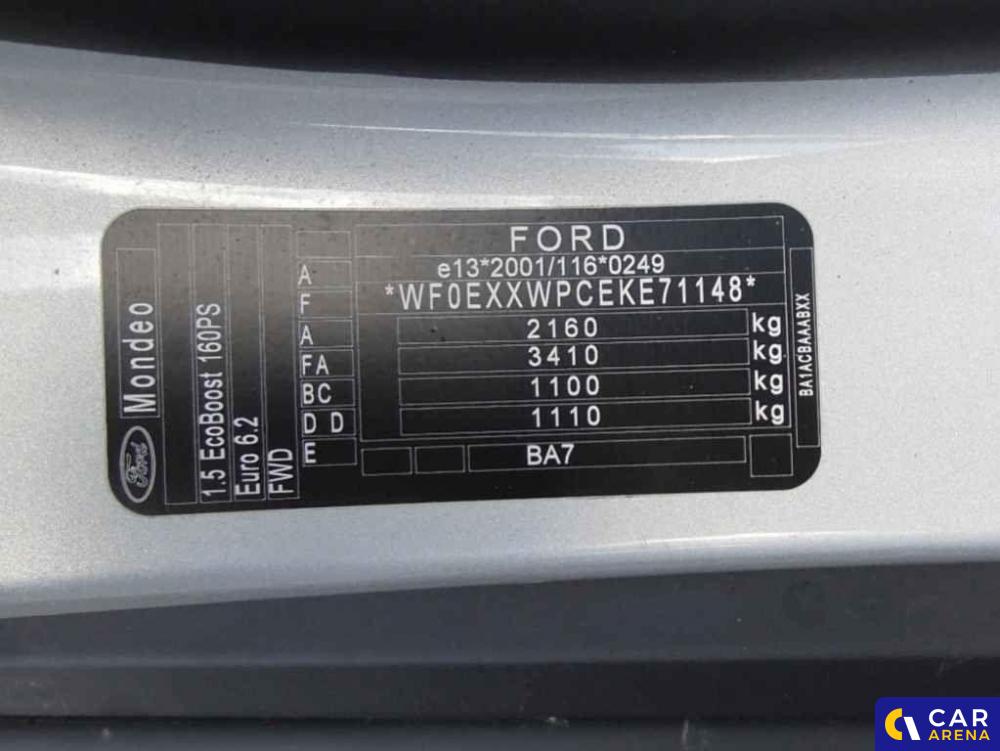 FORD
e13*2001/116*0249
*WF0EXXWPCEKE71148*
2160 kg
3410 kg
1100 kg
1110 kg
BA7
A
F
A
FA
BC
D D
E
Ford
Mondeo
1.5 EcoBoost 160PS
Euro 6.2
FWD
BA1ACBAAABXX
CAR
ARENA